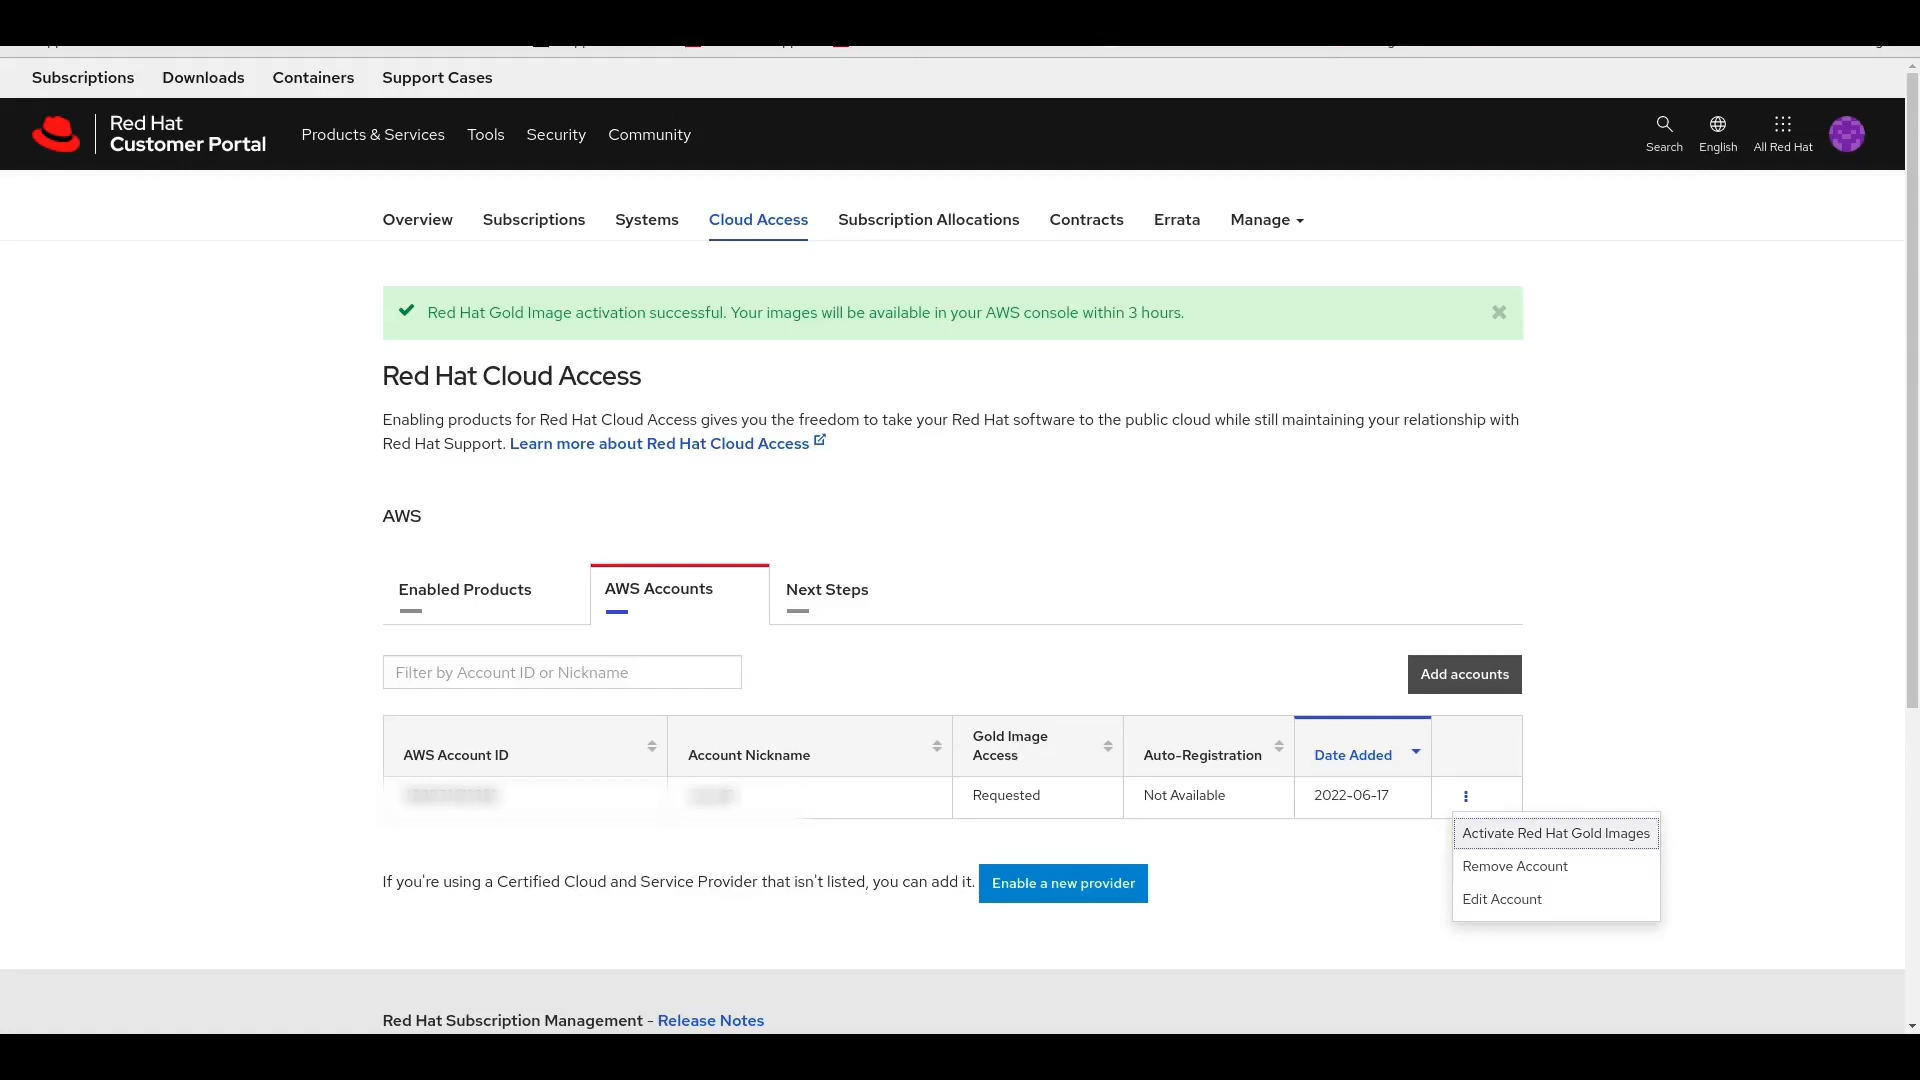 Subscriptions Downloads Containers Support Cases
Red Hat
Customer Portal
Products & Services Tools Security Community
Search English All Red Hat
Overview Subscriptions Systems Cloud Access Subscription Allocations Contracts Errata Manage
Red Hat Gold Image activation successful. Your images will be available in your AWS console within 3 hours.
Red Hat Cloud Access
Enabling products for Red Hat Cloud Access gives you the freedom to take your Red Hat software to the public cloud while still maintaining your relationship with
Red Hat Support. Learn more about Red Hat Cloud Access
AWS
Enabled Products AWS Accounts Next Steps
Filter by Account ID or Nickname
Add accounts
AWS Account ID Account Nickname Gold Image Access Auto-Registration Date Added
Requested Not Available 2022-06-17
Activate Red Hat Gold Images
Remove Account
Edit Account
If you're using a Certified Cloud and Service Provider that isn't listed, you can add it. Enable a new provider
Red Hat Subscription Management - Release Notes